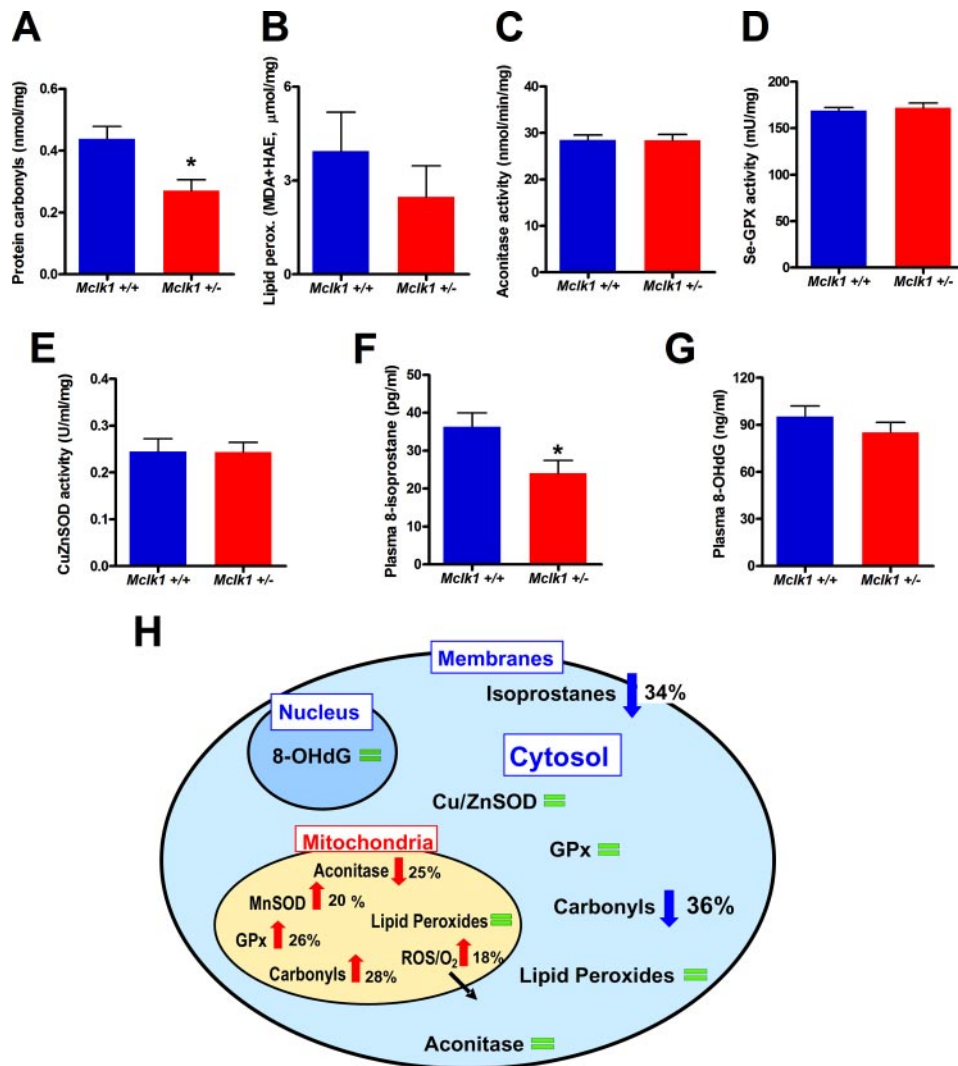 A
B
C
D
Protein carbonyls (nmol/mg)
0.6
0.4
0.2
0.0
*
Mclk1 +/+ Mclk1 +/-
Lipid perox. (MDA+HAE, μmol/mg)
6
3
0
Mclk1 +/+ Mclk1 +/-
Aconitase activity (nmol/min/mg)
40
30
20
10
0
Mclk1 +/+ Mclk1 +/-
Se-GPX activity (mU/mg)
200
150
100
50
0
Mclk1 +/+ Mclk1 +/-
E
F
G
CuZnSOD activity (U/ml/mg)
0.4
0.3
0.2
0.1
0.0
Mclk1 +/+ Mclk1 +/-
Plasma 8-isoprostane (pg/ml)
50
40
30
20
10
0
*
Mclk1 +/+ Mclk1 +/-
Plasma 8-OHdG (ng/ml)
120
90
60
30
0
Mclk1 +/+ Mclk1 +/-
H
Membranes
Isoprostanes 34%
Nucleus
8-OHdG
Cytosol
Cu/ZnSOD
GPx
Carbonyls 36%
Lipid Peroxides
Aconitase
Mitochondria
Aconitase 25%
MnSOD 20 %
Lipid Peroxides
GPx 26%
ROS/O2 18%
Carbonyls 28%